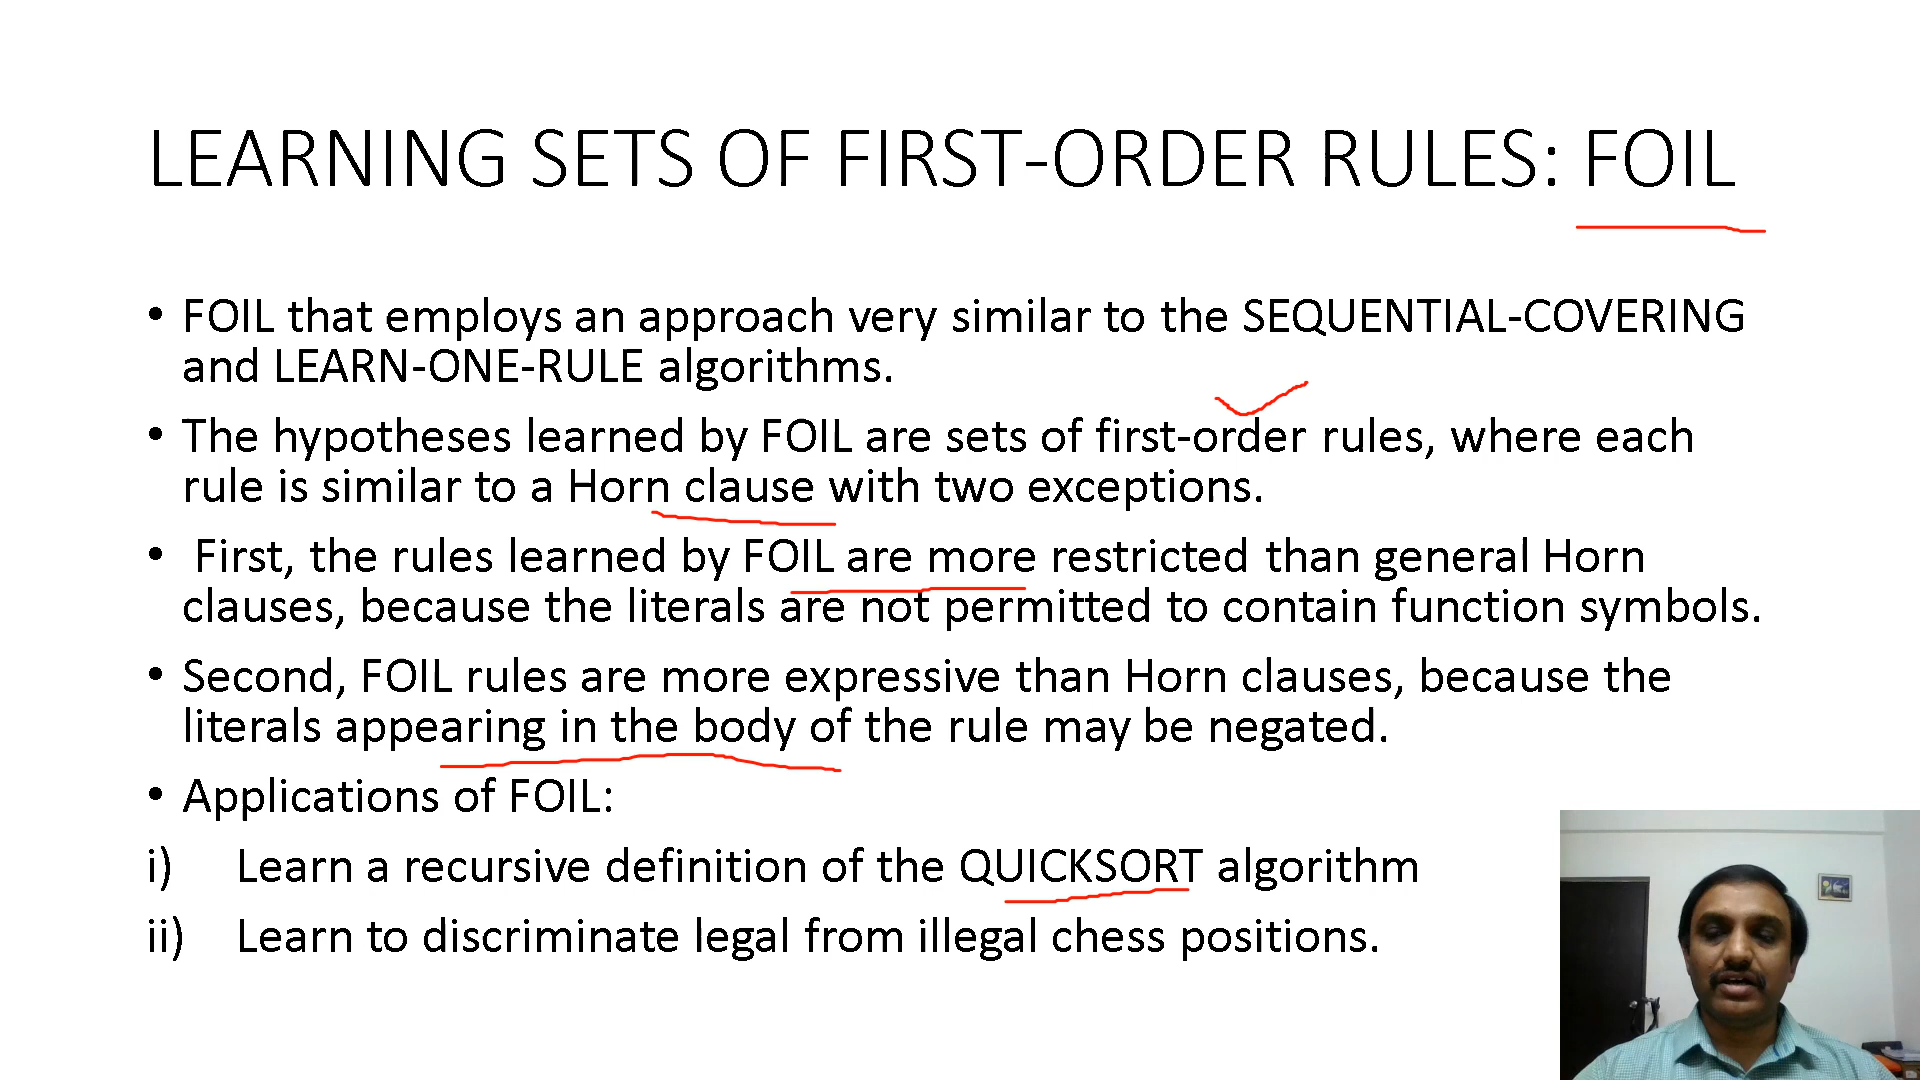 LEARNING SETS OF FIRST-ORDER RULES: FOIL
• FOIL that employs an approach very similar to the SEQUENTIAL-COVERING
and LEARN-ONE-RULE algorithms.
• The hypotheses learned by FOIL are sets of first-order rules, where each
rule is similar to a Horn clause with two exceptions.
• First, the rules learned by FOIL are more restricted than general Horn
clauses, because the literals are not permitted to contain function symbols.
• Second, FOIL rules are more expressive than Horn clauses, because the
literals appearing in the body of the rule may be negated.
• Applications of FOIL:
i) Learn a recursive definition of the QUICKSORT algorithm
ii) Learn to discriminate legal from illegal chess positions.